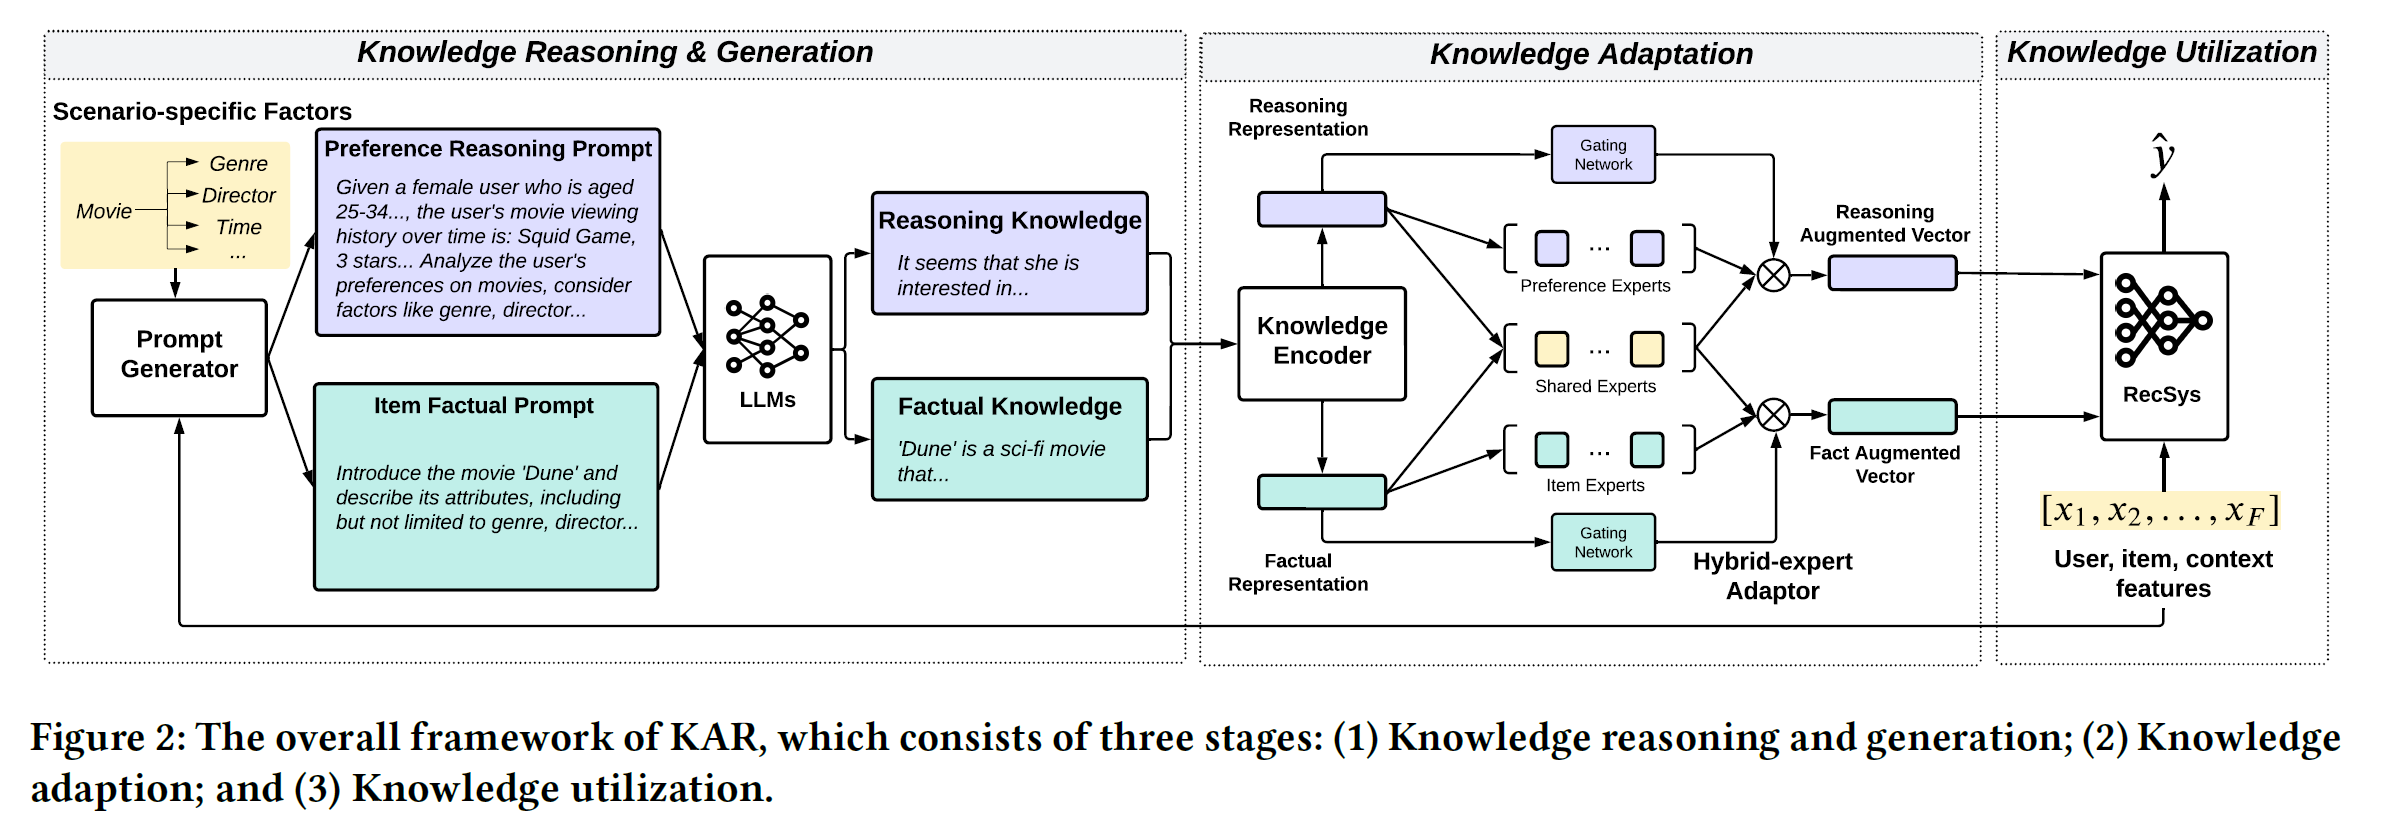 Knowledge Reasoning & Generation
Scenario-specific Factors
Movie
Genre
Director
Time
...
Prompt
Generator
Preference Reasoning Prompt
Given a female user who is aged
25-34..., the user's movie viewing
history over time is: Squid Game,
3 stars... Analyze the user's
preferences on movies, consider
factors like genre, director...
Item Factual Prompt
Introduce the movie 'Dune' and
describe its attributes, including
but not limited to genre, director...
LLMs
Reasoning Knowledge
It seems that she is
interested in...
Factual Knowledge
'Dune' is a sci-fi movie
that...
Knowledge Adaptation
Reasoning
Representation
Knowledge
Encoder
Factual
Representation
Gating
Network
...
Preference Experts
...
Shared Experts
...
Item Experts
Gating
Network
Reasoning
Augmented Vector
Fact Augmented
Vector
Hybrid-expert
Adaptor
Knowledge Utilization
ŷ
RecSys
[x₁, x₂, . . . , x_F]
User, item, context
features
Figure 2: The overall framework of KAR, which consists of three stages: (1) Knowledge reasoning and generation; (2) Knowledge
adaption; and (3) Knowledge utilization.